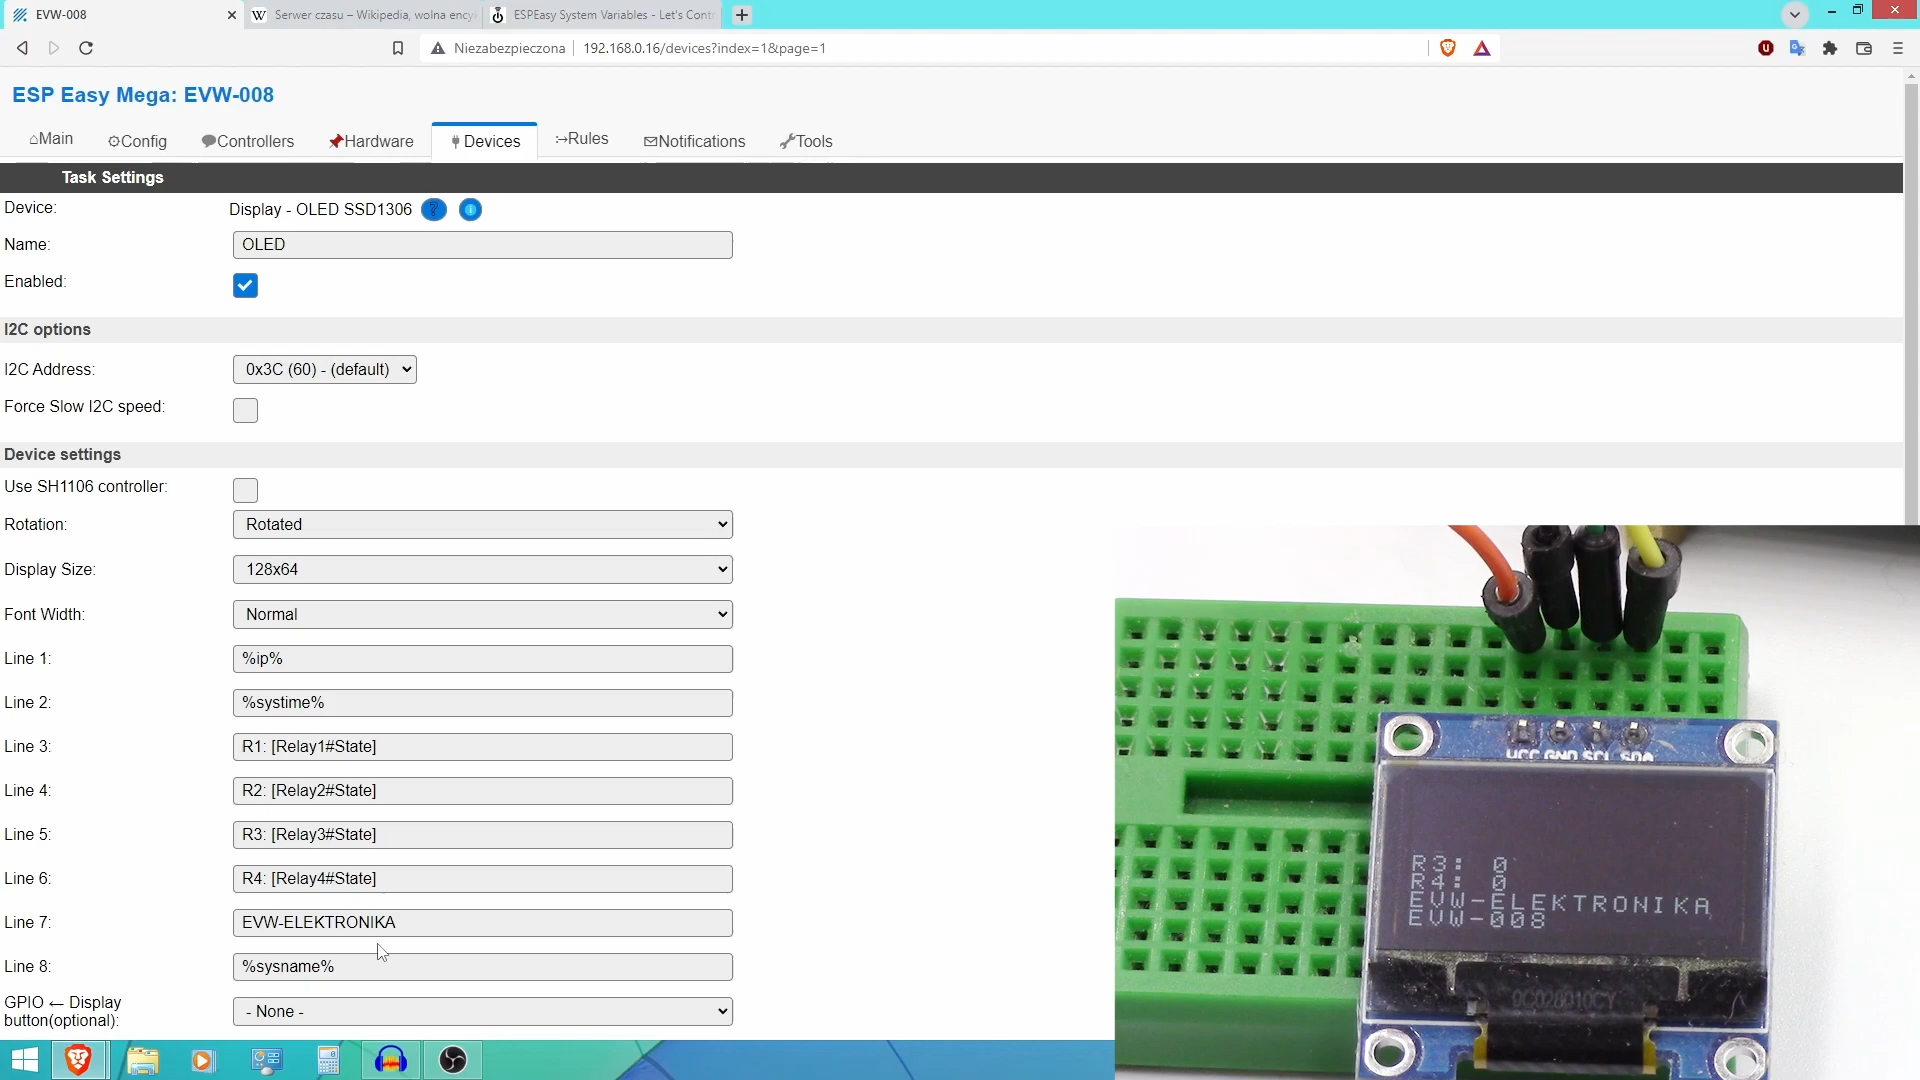 EVW-008
Serwer czasu – Wikipedia, wolna ency
ESPEasy System Variables - Let's Contr
Niezabezpieczona
192.168.0.16/devices?index=1&page=1
ESP Easy Mega: EVW-008
Main
Config
Controllers
Hardware
Devices
Rules
Notifications
Tools
Task Settings
Device:
Display - OLED SSD1306
Name:
OLED
Enabled:
I2C options
I2C Address:
0x3C (60) - (default)
Force Slow I2C speed:
Device settings
Use SH1106 controller:
Rotation:
Rotated
Display Size:
128x64
Font Width:
Normal
Line 1:
%ip%
Line 2:
%systime%
Line 3:
R1: [Relay1#State]
Line 4:
R2: [Relay2#State]
Line 5:
R3: [Relay3#State]
Line 6:
R4: [Relay4#State]
Line 7:
EVW-ELEKTRONIKA
Line 8:
%sysname%
GPIO ← Display
button(optional):
- None -
VCC GND SCL SDA
R3: 0
R4: 0
EVW-ELEKTRONIKA
EVW-008